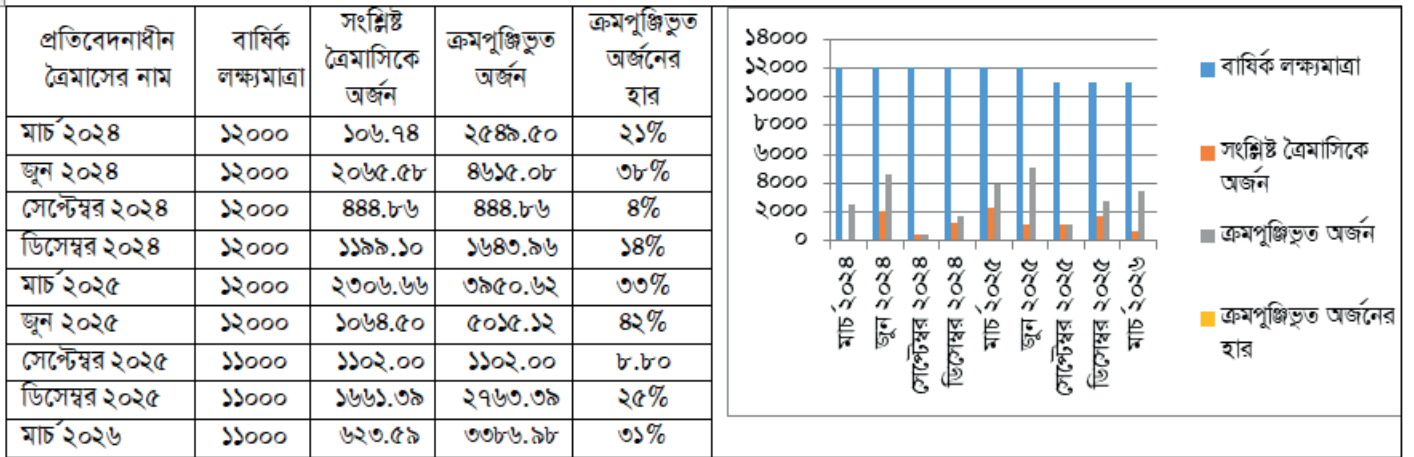 প্রতিবেদনাধীন ত্রৈমাসের নাম | বার্ষিক লক্ষ্যমাত্রা | সংশ্লিষ্ট ত্রৈমাসিকে অর্জন | ক্রমপুঞ্জিভুত অর্জন | ক্রমপুঞ্জিভুত অর্জনের হার
মার্চ ২০২৪ | ১২০০০ | ১০৬.৭৪ | ২৫৪৯.৫০ | ২১%
জুন ২০২৪ | ১২০০০ | ২০৬৫.৫৮ | ৪৬১৫.০৮ | ৩৮%
সেপ্টেম্বর ২০২৪ | ১২০০০ | ৪৪৪.৮৬ | ৪৪৪.৮৬ | ৪%
ডিসেম্বর ২০২৪ | ১২০০০ | ১১৯৯.১০ | ১৬৪৩.৯৬ | ১৪%
মার্চ ২০২৫ | ১২০০০ | ২৩০৬.৬৬ | ৩৯৫০.৬২ | ৩৩%
জুন ২০২৫ | ১২০০০ | ১০৬৪.৫০ | ৫০১৫.১২ | ৪২%
সেপ্টেম্বর ২০২৫ | ১১০০০ | ১১০২.০০ | ১১০২.০০ | ৮.৮০
ডিসেম্বর ২০২৫ | ১১০০০ | ১৬৬১.৩৯ | ২৭৬৩.৩৯ | ২৫%
মার্চ ২০২৬ | ১১০০০ | ৬২৩.৫৯ | ৩৩৮৬.৯৮ | ৩১%
১৪০০০
১২০০০
১০০০০
৮০০০
৬০০০
৪০০০
২০০০
০
মার্চ ২০২৪
জুন ২০২৪
সেপ্টেম্বর ২০২৪
ডিসেম্বর ২০২৪
মার্চ ২০২৫
জুন ২০২৫
সেপ্টেম্বর ২০২৫
ডিসেম্বর ২০২৫
মার্চ ২০২৬
বার্ষিক লক্ষ্যমাত্রা
সংশ্লিষ্ট ত্রৈমাসিকে
অর্জন
ক্রমপুঞ্জিভুত অর্জন
ক্রমপুঞ্জিভুত অর্জনের
হার